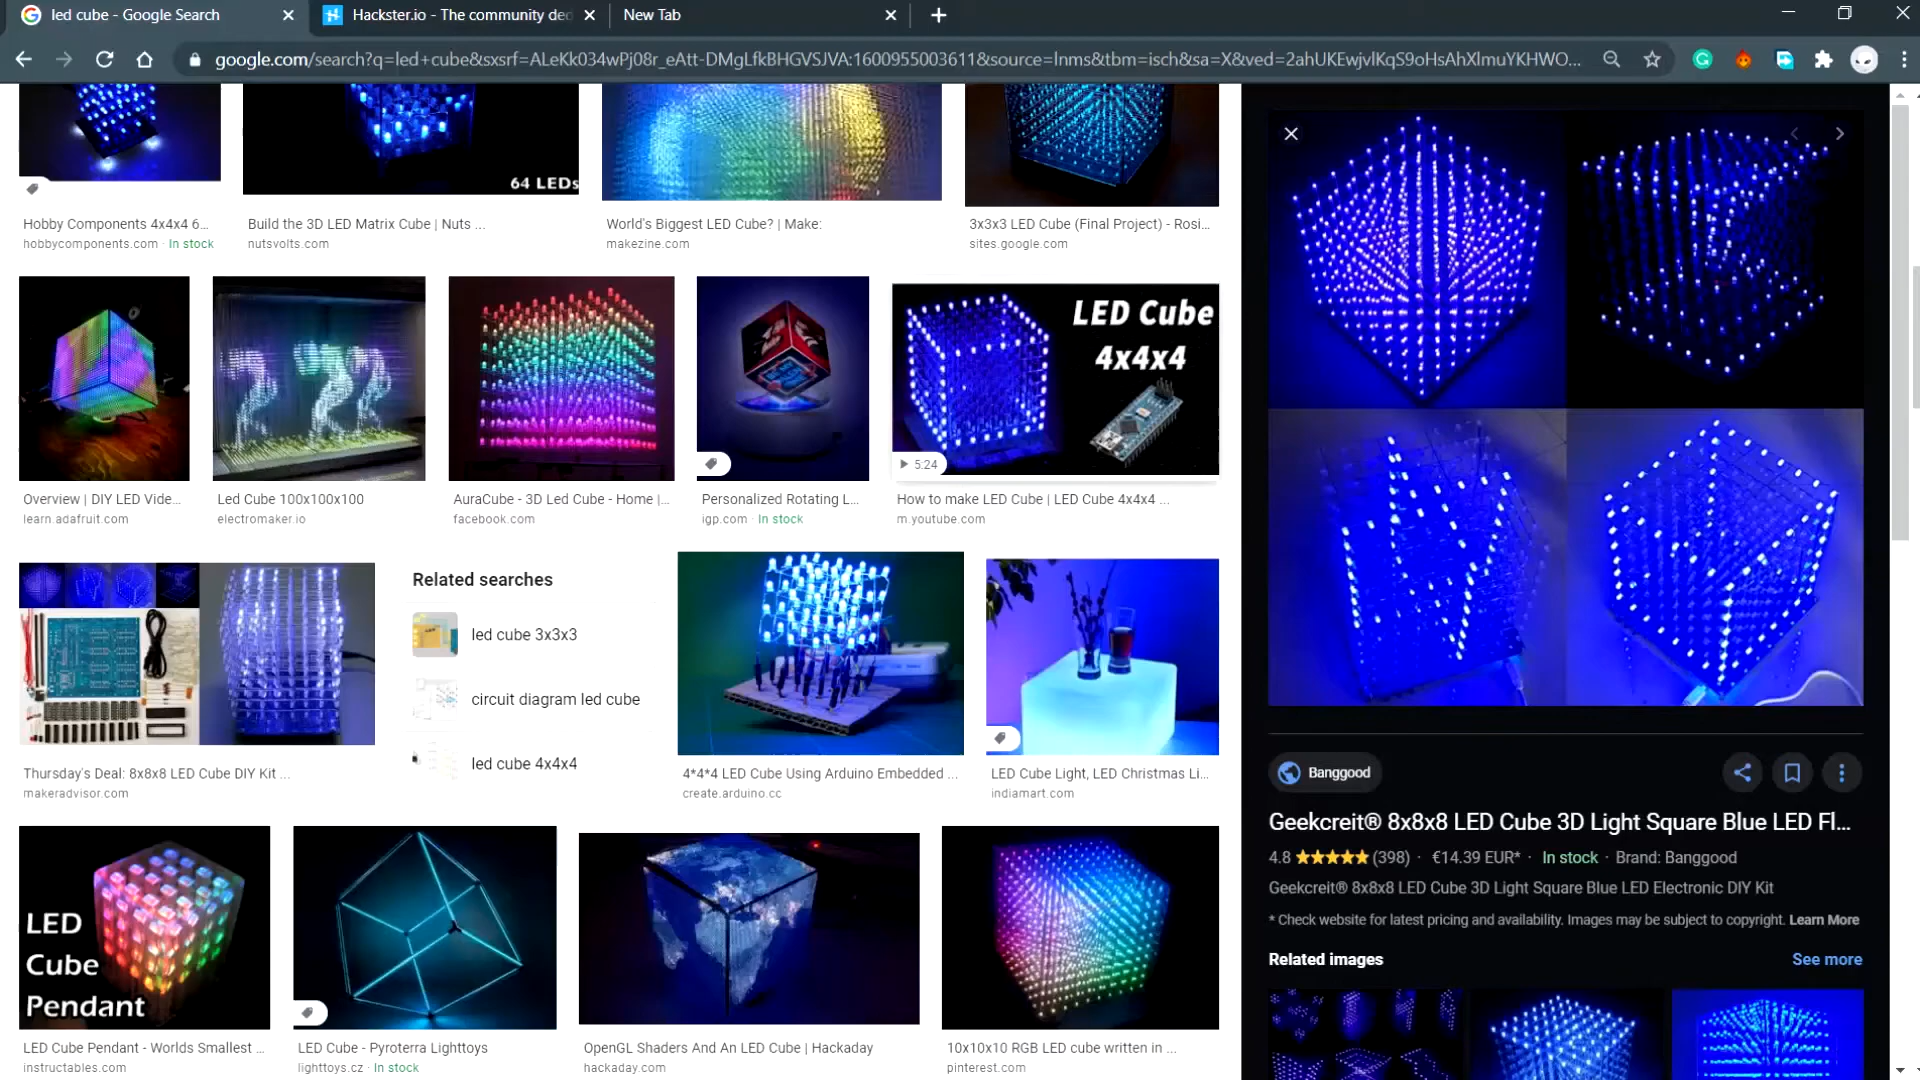 led cube - Google Search
Hackster.io - The community dec
New Tab
google.com/search?q=led+cube&sxsrf=ALeKk034wPj08r_eAtt-DMgLfkBHGVSJVA:1600955003611&source=lnms&tbm=isch&sa=X&ved=2ahUKEwjvlKqS9oHsAhXlmuYKHWO...
64 LEDs
Hobby Components 4x4x4 6...
hobbycomponents.com · In stock
Build the 3D LED Matrix Cube | Nuts ...
nutsvolts.com
World's Biggest LED Cube? | Make:
makezine.com
3x3x3 LED Cube (Final Project) - Rosi...
sites.google.com
LED Cube
4x4x4
5:24
Overview | DIY LED Vide...
learn.adafruit.com
Led Cube 100x100x100
electromaker.io
AuraCube - 3D Led Cube - Home |...
facebook.com
Personalized Rotating L...
igp.com · In stock
How to make LED Cube | LED Cube 4x4x4 ...
m.youtube.com
Related searches
led cube 3x3x3
circuit diagram led cube
led cube 4x4x4
Thursday's Deal: 8x8x8 LED Cube DIY Kit ...
makeradvisor.com
4*4*4 LED Cube Using Arduino Embedded ...
create.arduino.cc
LED Cube Light, LED Christmas Li...
indiamart.com
LED
Cube
Pendant
LED Cube Pendant - Worlds Smallest ...
instructables.com
LED Cube - Pyroterra Lighttoys
lighttoys.cz · In stock
OpenGL Shaders And An LED Cube | Hackaday
hackaday.com
10x10x10 RGB LED cube written in ...
pinterest.com
Banggood
Geekcreit® 8x8x8 LED Cube 3D Light Square Blue LED Fl...
4.8 ★★★★★ (398) · €14.39 EUR* · In stock · Brand: Banggood
Geekcreit® 8x8x8 LED Cube 3D Light Square Blue LED Electronic DIY Kit
* Check website for latest pricing and availability. Images may be subject to copyright. Learn More
Related images
See more